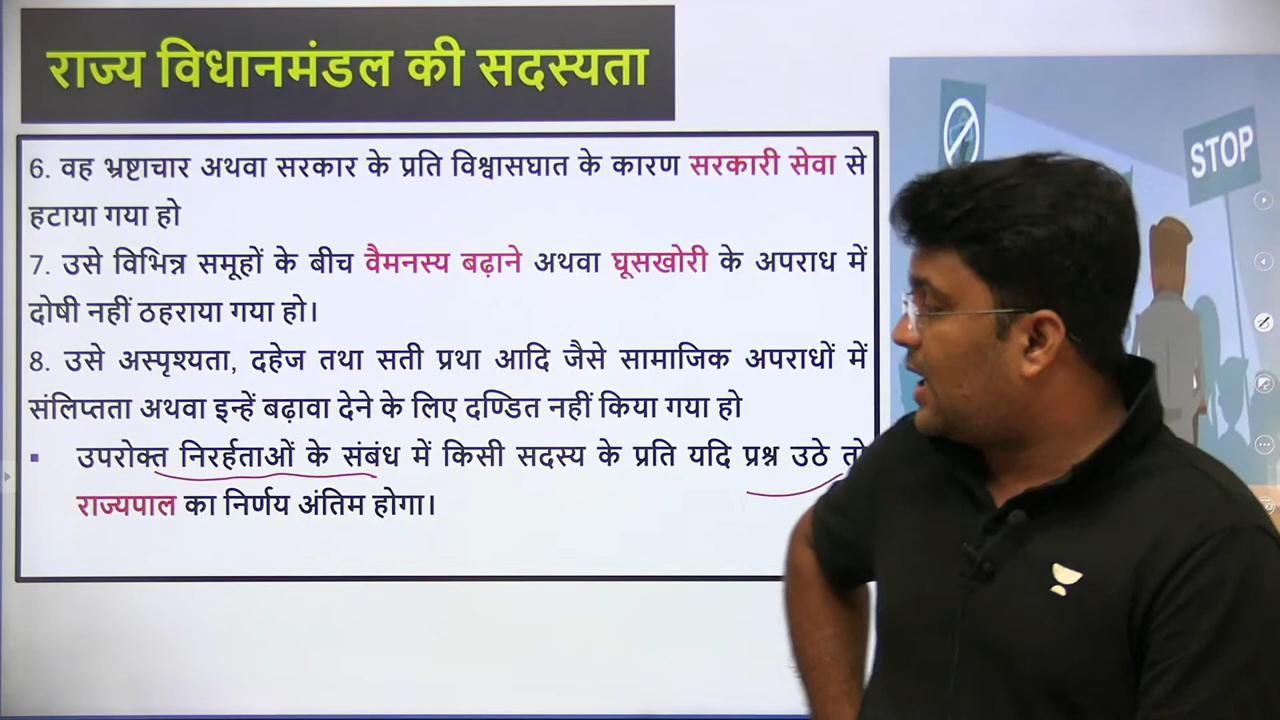 राज्य विधानमंडल की सदस्यता
STOP
6. वह भ्रष्टाचार अथवा सरकार के प्रति विश्वासघात के कारण सरकारी सेवा से
हटाया गया हो
7. उसे विभिन्न समूहों के बीच वैमनस्य बढ़ाने अथवा घूसखोरी के अपराध में
दोषी नहीं ठहराया गया हो।
8. उसे अस्पृश्यता, दहेज तथा सती प्रथा आदि जैसे सामाजिक अपराधों में
संलिप्तता अथवा इन्हें बढ़ावा देने के लिए दण्डित नहीं किया गया हो
▪ उपरोक्त निरर्हताओं के संबंध में किसी सदस्य के प्रति यदि प्रश्न उठे तो
राज्यपाल का निर्णय अंतिम होगा।